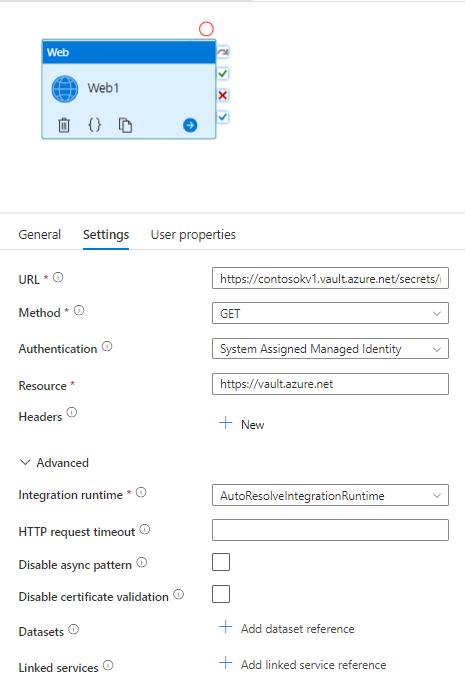 Web
Web1
General Settings User properties
URL * https://contosokv1.vault.azure.net/secrets/
Method * GET
Authentication System Assigned Managed Identity
Resource * https://vault.azure.net
Headers + New
Advanced
Integration runtime * AutoResolveIntegrationRuntime
HTTP request timeout
Disable async pattern
Disable certificate validation
Datasets + Add dataset reference
Linked services + Add linked service reference